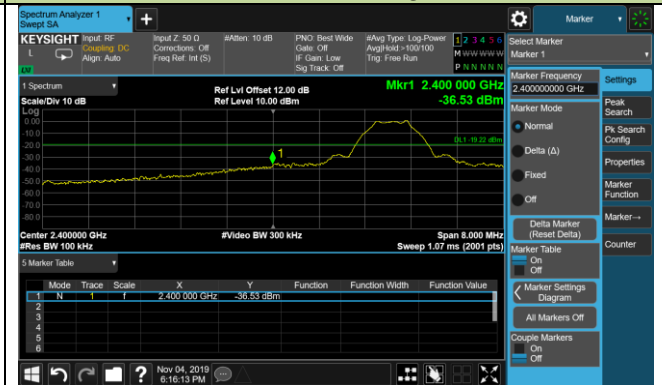 Spectrum Analyzer 1
Swept SA
+
Marker
KEYSIGHT
L
Input: RF
Coupling: DC
Align: Auto
Input Z: 50 Ω
Corrections: Off
Freq Ref: Int (S)
#Atten: 10 dB
PNO: Best Wide
Gate: Off
IF Gain: Low
Sig Track: Off
#Avg Type: Log-Power
Avg|Hold:>100/100
Trig: Free Run
1 2 3 4 5 6
M W W W W W
P N N N N N
Select Marker
Marker 1
1 Spectrum
Scale/Div 10 dB
Log
Ref Lvl Offset 12.00 dB
Ref Level 10.00 dBm
Mkr1 2.400 000 GHz
-36.53 dBm
0.00
-10.0
-20.0
-30.0
-40.0
-50.0
-60.0
-70.0
-80.0
DL1 -19.22 dBm
1
Center 2.400000 GHz
#Res BW 100 kHz
#Video BW 300 kHz
Span 8.000 MHz
Sweep 1.07 ms (2001 pts)
5 Marker Table
Mode Trace Scale X Y Function Function Width Function Value
1 N 1 f 2.400 000 GHz -36.53 dBm
2
3
4
5
6
Marker Frequency
2.400000000 GHz
Marker Mode
Normal
Delta (Δ)
Fixed
Off
Delta Marker
(Reset Delta)
Marker Table
On
Off
Marker Settings
Diagram
All Markers Off
Couple Markers
On
Off
Settings
Peak
Search
Pk Search
Config
Properties
Marker
Function
Marker→
Counter
?
Nov 04, 2019
6:16:13 PM